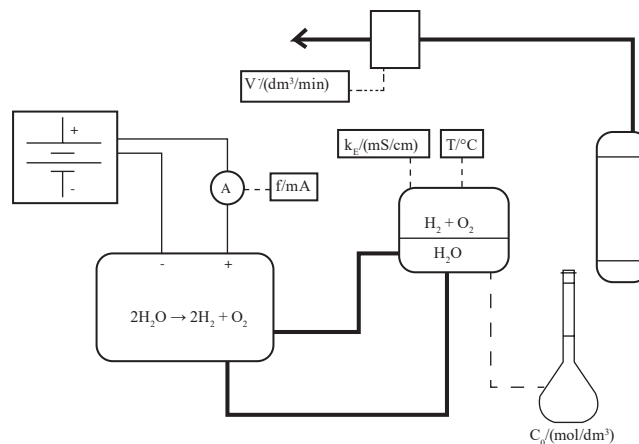 V˙/(dm³/min)
+
-
k_E/(mS/cm)
T/°C
A
f/mA
H₂ + O₂
H₂O
-
+
2H₂O → 2H₂ + O₂
C₀/(mol/dm³)